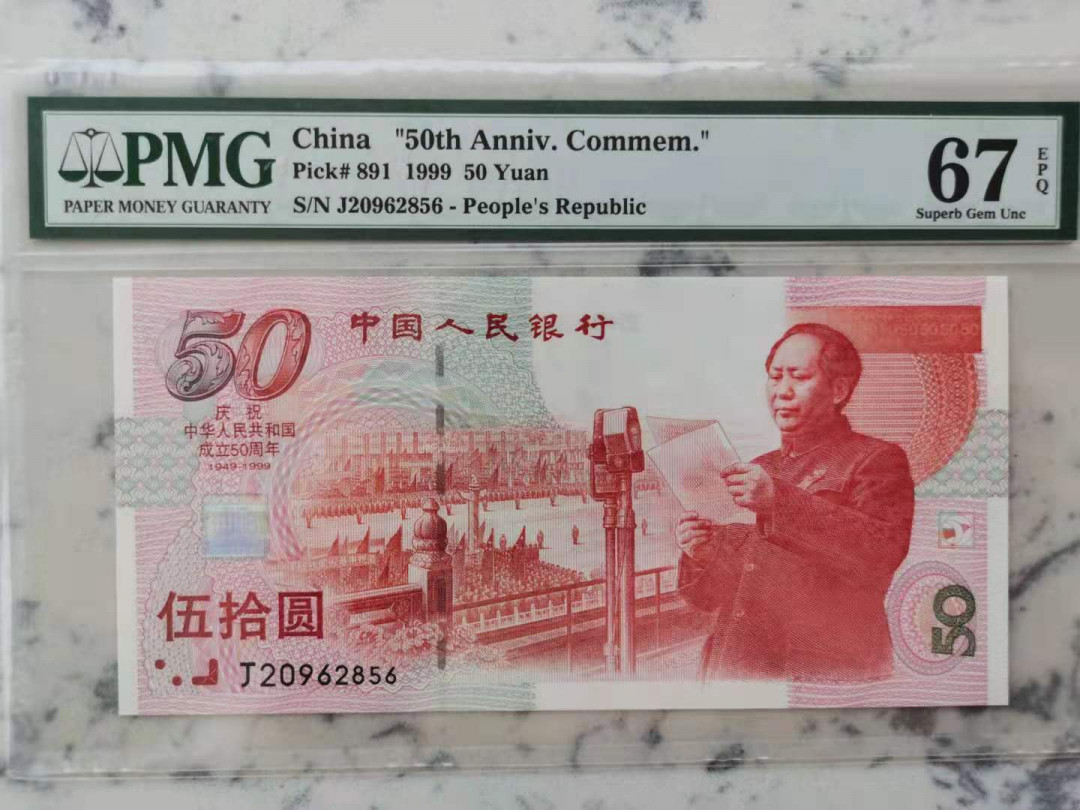 PMG
PAPER MONEY GUARANTY
China "50th Anniv. Commem."
Pick# 891 1999 50 Yuan
S/N J20962856 - People's Republic
67
EPQ
Superb Gem Unc
50
中国人民银行
庆祝
中华人民共和国
成立50周年
1949-1999
伍拾圆
J20962856
50